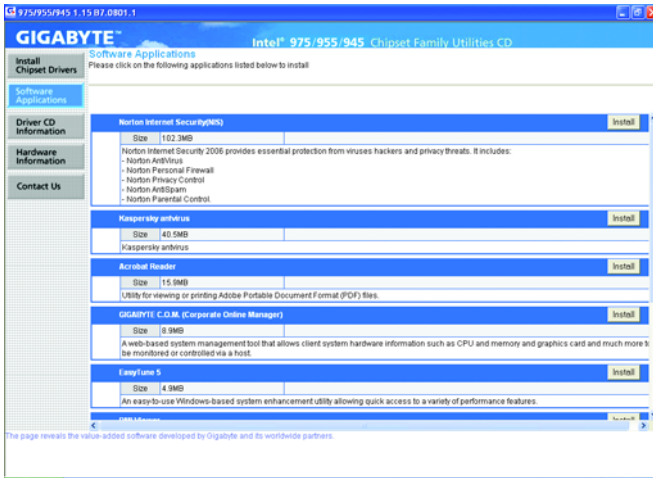 975/955/945 1.15 B7.0801.1
GIGABYTE™
Intel® 975/955/945 Chipset Family Utilities CD
Install
Chipset Drivers
Software
Applications
Driver CD
Information
Hardware
Information
Contact Us
Software Applications
Please click on the following applications listed below to install
Norton Internet Security(NIS)
Install
Size 102.3MB
Norton Internet Security 2006 provides essential protection from viruses hackers and privacy threats. It includes:
- Norton AntiVirus
- Norton Personal Firewall
- Norton Privacy Control
- Norton AntiSpam
- Norton Parental Control.
Kaspersky antvirus
Install
Size 40.5MB
Kaspersky antvirus
Acrobat Reader
Install
Size 15.9MB
Utility for viewing or printing Adobe Portable Document Format (PDF) files.
GIGABYTE C.O.M. (Corporate Online Manager)
Install
Size 8.9MB
A web-based system management tool that allows client system hardware information such as CPU and memory and graphics card and much more t
be monitored or controlled via a host.
EasyTune 5
Install
Size 4.9MB
An easy-to-use Windows-based system enhancement utility allowing quick access to a variety of performance features.
DMI Viewer
Install
The page reveals the value-added software developed by Gigabyte and its worldwide partners.